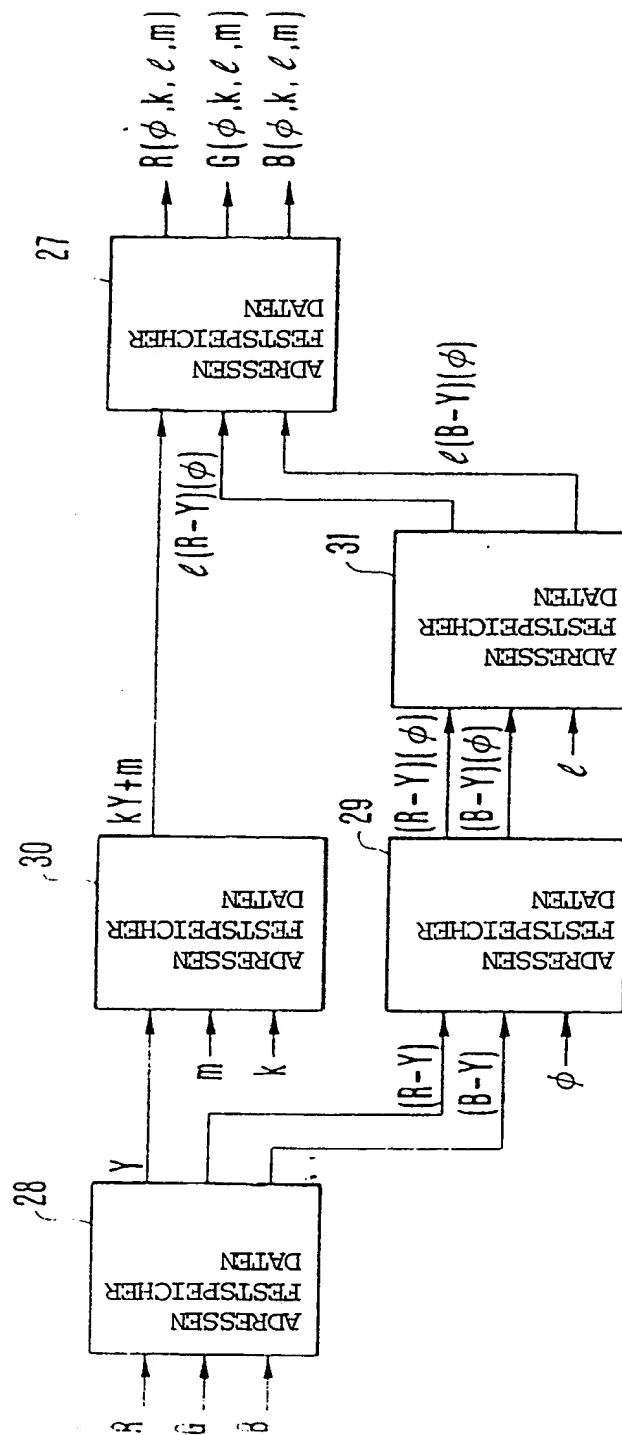 R
G
B
28
ADRESSEN
FESTSPEICHER
DATEN
Y
(R-Y)
(B-Y)
m
k
30
ADRESSEN
FESTSPEICHER
DATEN
kY+m
ϕ
29
ADRESSEN
FESTSPEICHER
DATEN
(R-Y)(ϕ)
(B-Y)(ϕ)
ℓ
31
ADRESSEN
FESTSPEICHER
DATEN
ℓ(R-Y)(ϕ)
ℓ(B-Y)(ϕ)
27
ADRESSEN
FESTSPEICHER
DATEN
R(ϕ,k,ℓ,m)
G(ϕ,k,ℓ,m)
B(ϕ,k,ℓ,m)